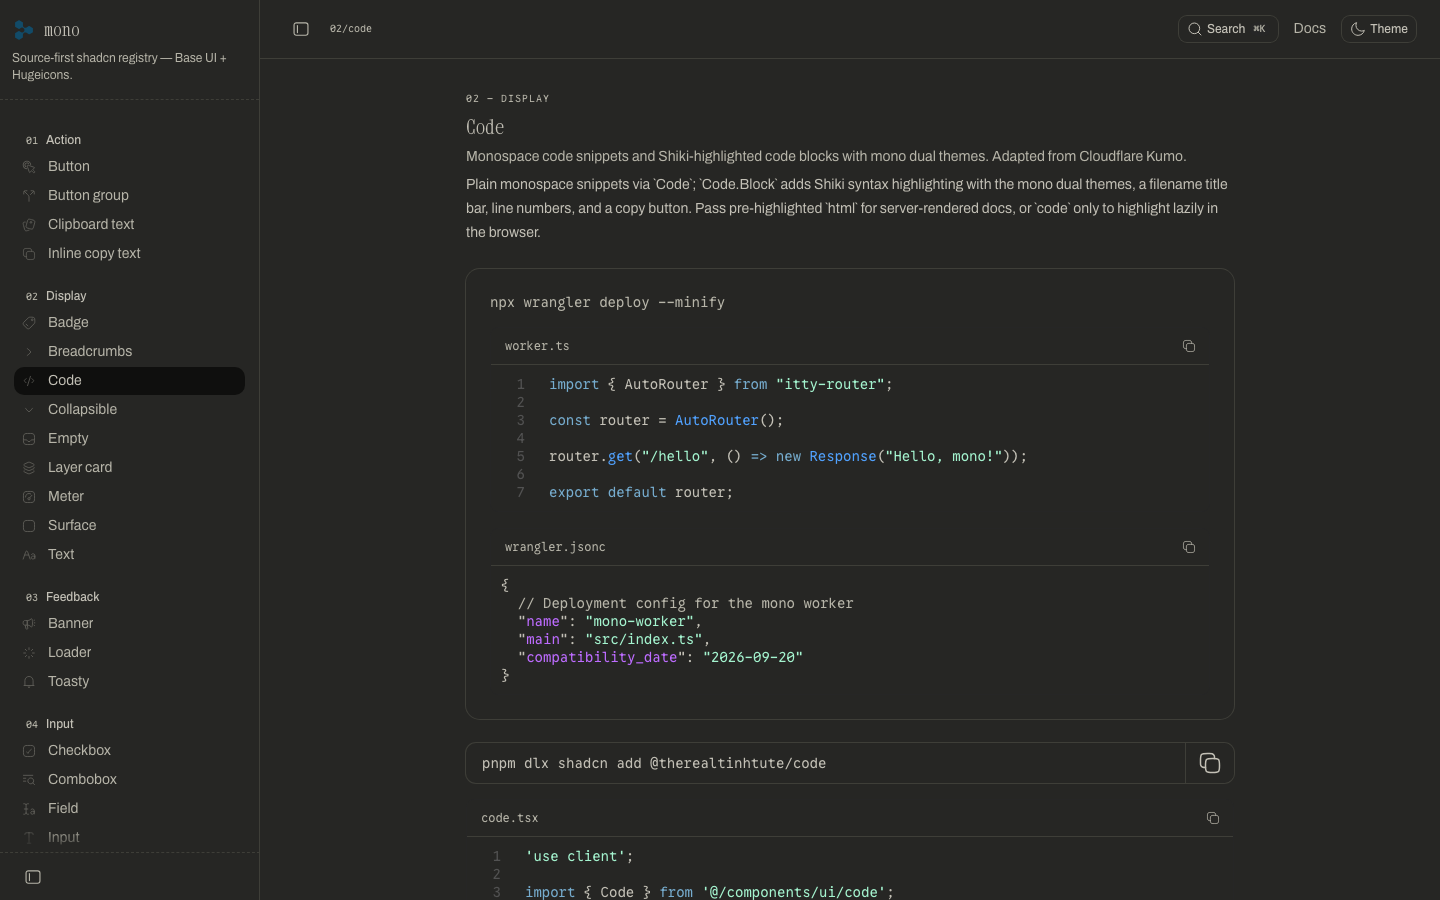 mono
Source-first shadcn registry — Base UI +
Hugeicons.
01 Action
Button
Button group
Clipboard text
Inline copy text
02 Display
Badge
Breadcrumbs
Code
Collapsible
Empty
Layer card
Meter
Surface
Text
03 Feedback
Banner
Loader
Toasty
04 Input
Checkbox
Combobox
Field
Input
02/code
Search ⌘K
Docs
Theme
02 — DISPLAY
Code
Monospace code snippets and Shiki-highlighted code blocks with mono dual themes. Adapted from Cloudflare Kumo.
Plain monospace snippets via `Code`; `Code.Block` adds Shiki syntax highlighting with the mono dual themes, a filename title
bar, line numbers, and a copy button. Pass pre-highlighted `html` for server-rendered docs, or `code` only to highlight lazily in
the browser.
npx wrangler deploy --minify
worker.ts
1 import { AutoRouter } from "itty-router";
2
3 const router = AutoRouter();
4
5 router.get("/hello", () => new Response("Hello, mono!"));
6
7 export default router;
wrangler.jsonc
{
// Deployment config for the mono worker
"name": "mono-worker",
"main": "src/index.ts",
"compatibility_date": "2026-09-20"
}
pnpm dlx shadcn add @therealtinhtute/code
code.tsx
1 'use client';
2
3 import { Code } from '@/components/ui/code';